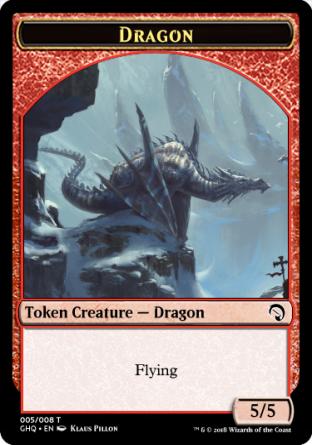 Dragon
Token Creature — Dragon
Flying
5/5
005/008 T
GHQ • EN Klaus Pillon
™ & © 2018 Wizards of the Coast